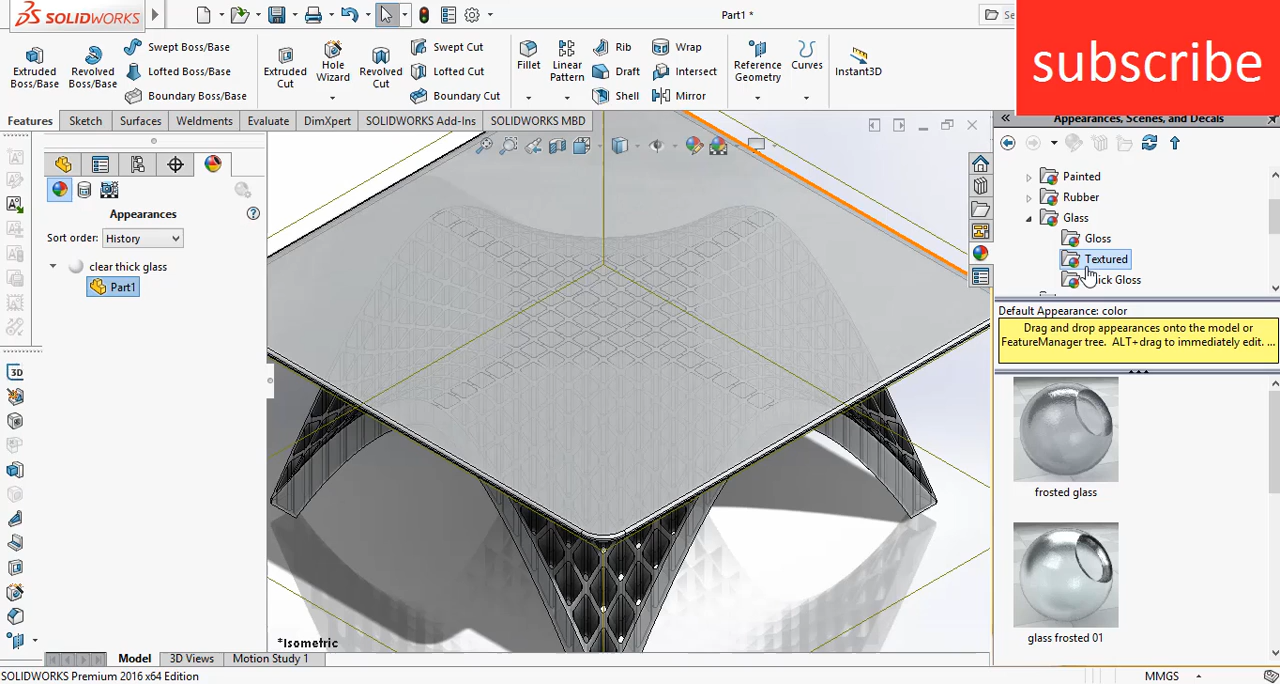 SOLIDWORKS
Part1 *
Se
subscribe
Extruded Boss/Base
Revolved Boss/Base
Swept Boss/Base
Lofted Boss/Base
Boundary Boss/Base
Extruded Cut
Hole Wizard
Revolved Cut
Swept Cut
Lofted Cut
Boundary Cut
Fillet
Linear Pattern
Rib
Draft
Shell
Wrap
Intersect
Mirror
Reference Geometry
Curves
Instant3D
Features
Sketch
Surfaces
Weldments
Evaluate
DimXpert
SOLIDWORKS Add-Ins
SOLIDWORKS MBD
Appearances, Scenes, and Decals
Appearances
Sort order: History
clear thick glass
Part1
Painted
Rubber
Glass
Gloss
Textured
ick Gloss
Default Appearance: color
Drag and drop appearances onto the model or
FeatureManager tree. ALT+drag to immediately edit. ...
frosted glass
glass frosted 01
3D
*Isometric
Model
3D Views
Motion Study 1
SOLIDWORKS Premium 2016 x64 Edition
MMGS